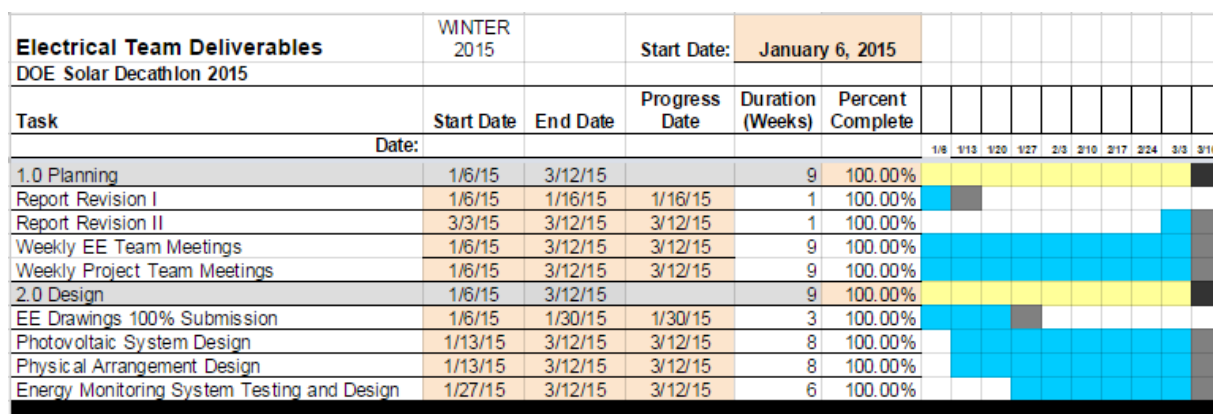 WINTER
Electrical Team Deliverables 2015 Start Date: January 6, 2015
DOE Solar Decathlon 2015
Progress Duration Percent
Task Start Date End Date Date (Weeks) Complete
Date: 1/6 1/13 1/20 1/27 2/3 2/10 2/17 2/24 3/3
1.0 Planning 1/6/15 3/12/15 9 100.00%
Report Revision I 1/6/15 1/16/15 1/16/15 1 100.00%
Report Revision II 3/3/15 3/12/15 3/12/15 1 100.00%
Weekly EE Team Meetings 1/6/15 3/12/15 3/12/15 9 100.00%
Weekly Project Team Meetings 1/6/15 3/12/15 3/12/15 9 100.00%
2.0 Design 1/6/15 3/12/15 9 100.00%
EE Drawings 100% Submission 1/6/15 1/30/15 1/30/15 3 100.00%
Photovoltaic System Design 1/13/15 3/12/15 3/12/15 8 100.00%
Physical Arrangement Design 1/13/15 3/12/15 3/12/15 8 100.00%
Energy Monitoring System Testing and Design 1/27/15 3/12/15 3/12/15 6 100.00%